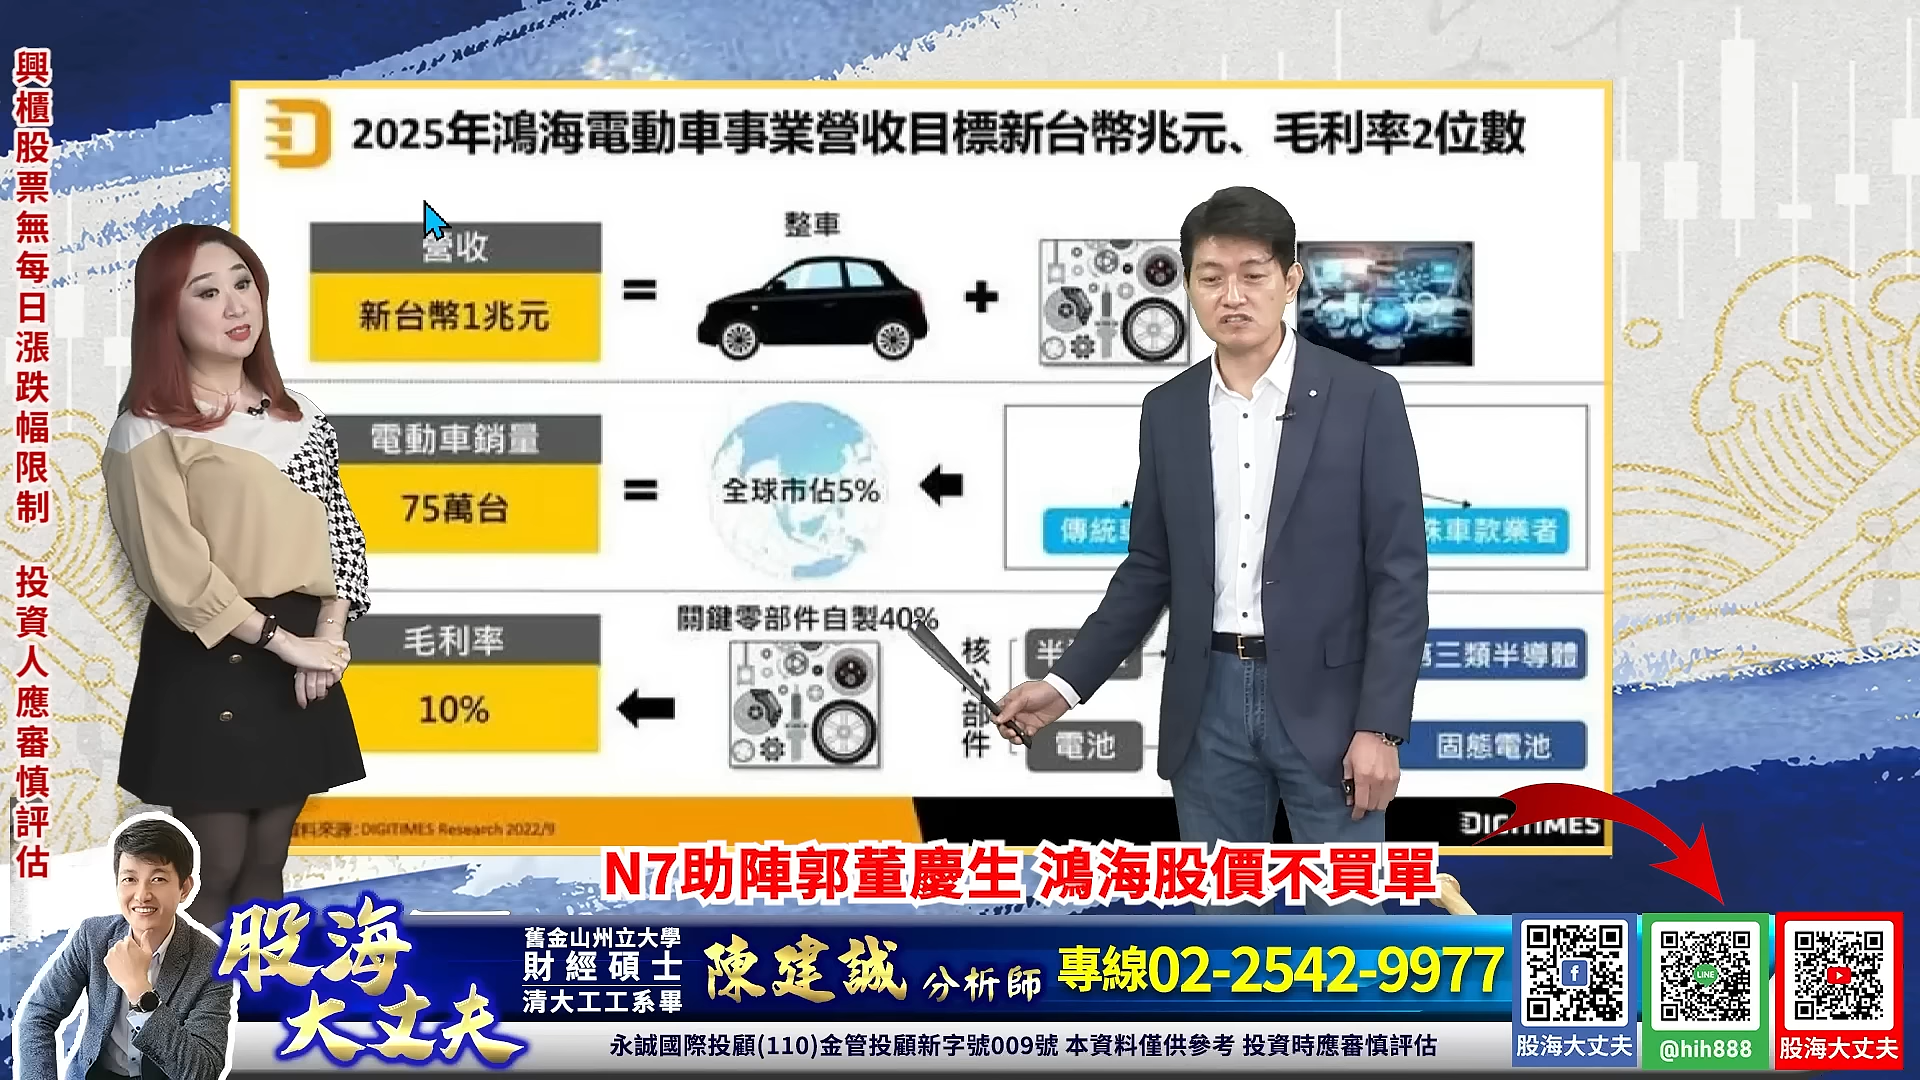 興櫃股票無每日漲跌幅限制 投資人應審慎評估
2025年鴻海電動車事業營收目標新台幣兆元、毛利率2位數
營收
新台幣1兆元
=
整車
+
電動車銷量
75萬台
=
全球市佔5%
傳統
車款業者
毛利率
10%
關鍵零部件自製40%
核心部件
半
三類半導體
電池
固態電池
資料來源:DIGITIMES Research 2022/9
DIGITIMES
N7助陣郭董慶生 鴻海股價不買單
股海大丈夫
舊金山州立大學
財經碩士
清大工工系畢
陳建誠 分析師
專線02-2542-9977
永誠國際投顧(110)金管投顧新字號009號 本資料僅供參考 投資時應審慎評估
股海大丈夫
LINE
@hih888
股海大丈夫